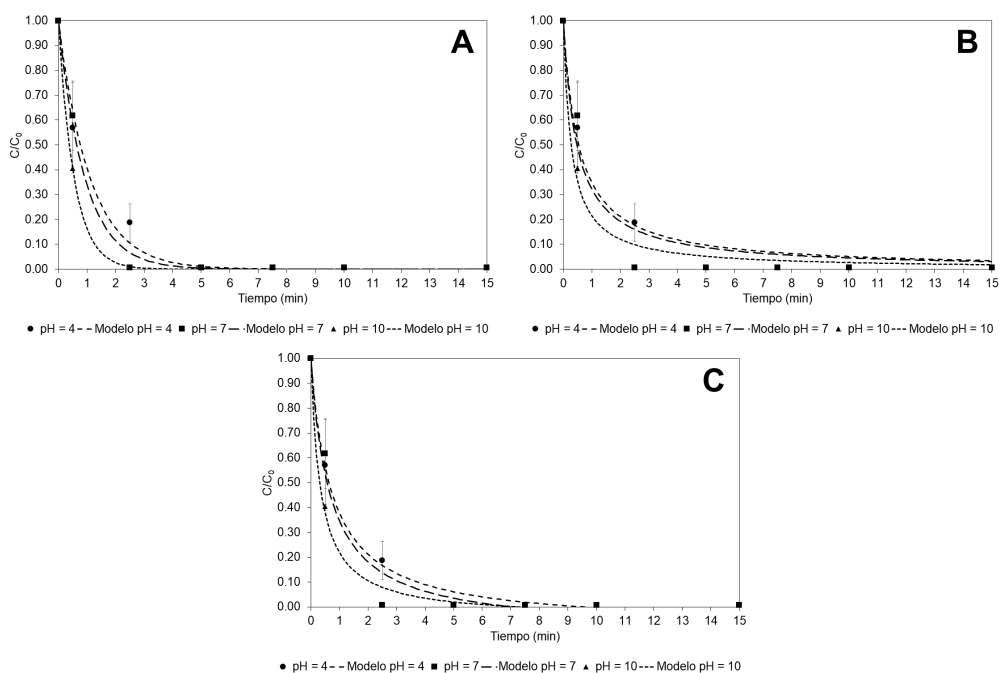 A
C/C0
1.00
0.90
0.80
0.70
0.60
0.50
0.40
0.30
0.20
0.10
0.00
0 1 2 3 4 5 6 7 8 9 10 11 12 13 14 15
Tiempo (min)
pH = 4 Modelo pH = 4 pH = 7 Modelo pH = 7 pH = 10 Modelo pH = 10
B
C/C0
1.00
0.90
0.80
0.70
0.60
0.50
0.40
0.30
0.20
0.10
0.00
0 1 2 3 4 5 6 7 8 9 10 11 12 13 14 15
Tiempo (min)
pH = 4 Modelo pH = 4 pH = 7 Modelo pH = 7 pH = 10 Modelo pH = 10
C
C/C0
1.00
0.90
0.80
0.70
0.60
0.50
0.40
0.30
0.20
0.10
0.00
0 1 2 3 4 5 6 7 8 9 10 11 12 13 14 15
Tiempo (min)
pH = 4 Modelo pH = 4 pH = 7 Modelo pH = 7 pH = 10 Modelo pH = 10